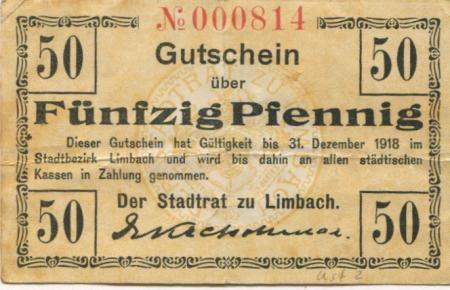 №000814
50 Gutschein 50
über
Fünfzig Pfennig
Dieser Gutschein hat Gültigkeit bis 31. Dezember 1918 im
Stadtbezirk Limbach und wird bis dahin an allen städtischen
Kassen in Zahlung genommen.
50 Der Stadtrat zu Limbach. 50